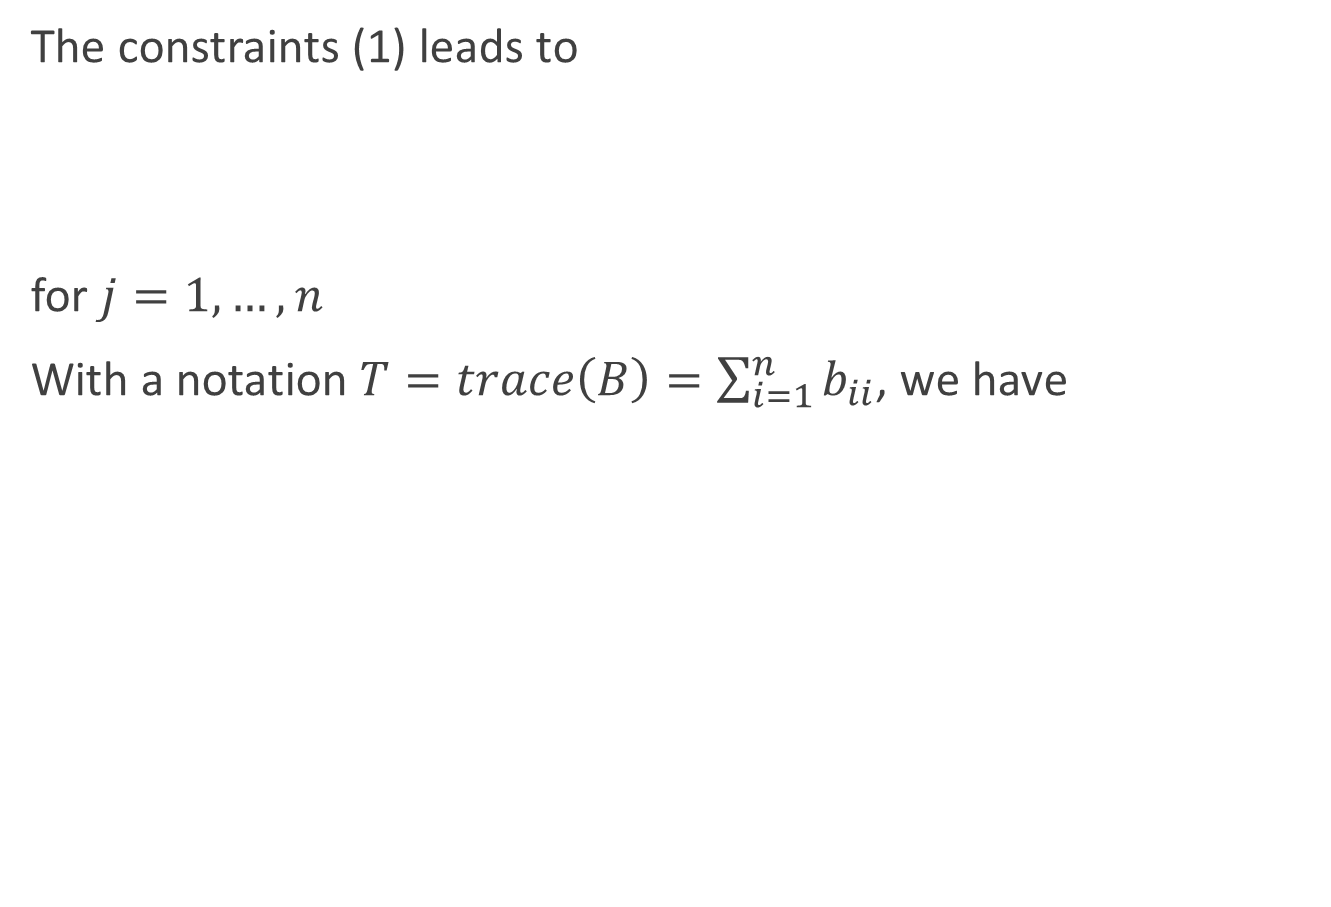 The constraints (1) leads to
for j = 1, … , n
With a notation T = trace(B) = ∑ⁿᵢ₌₁ bᵢᵢ, we have